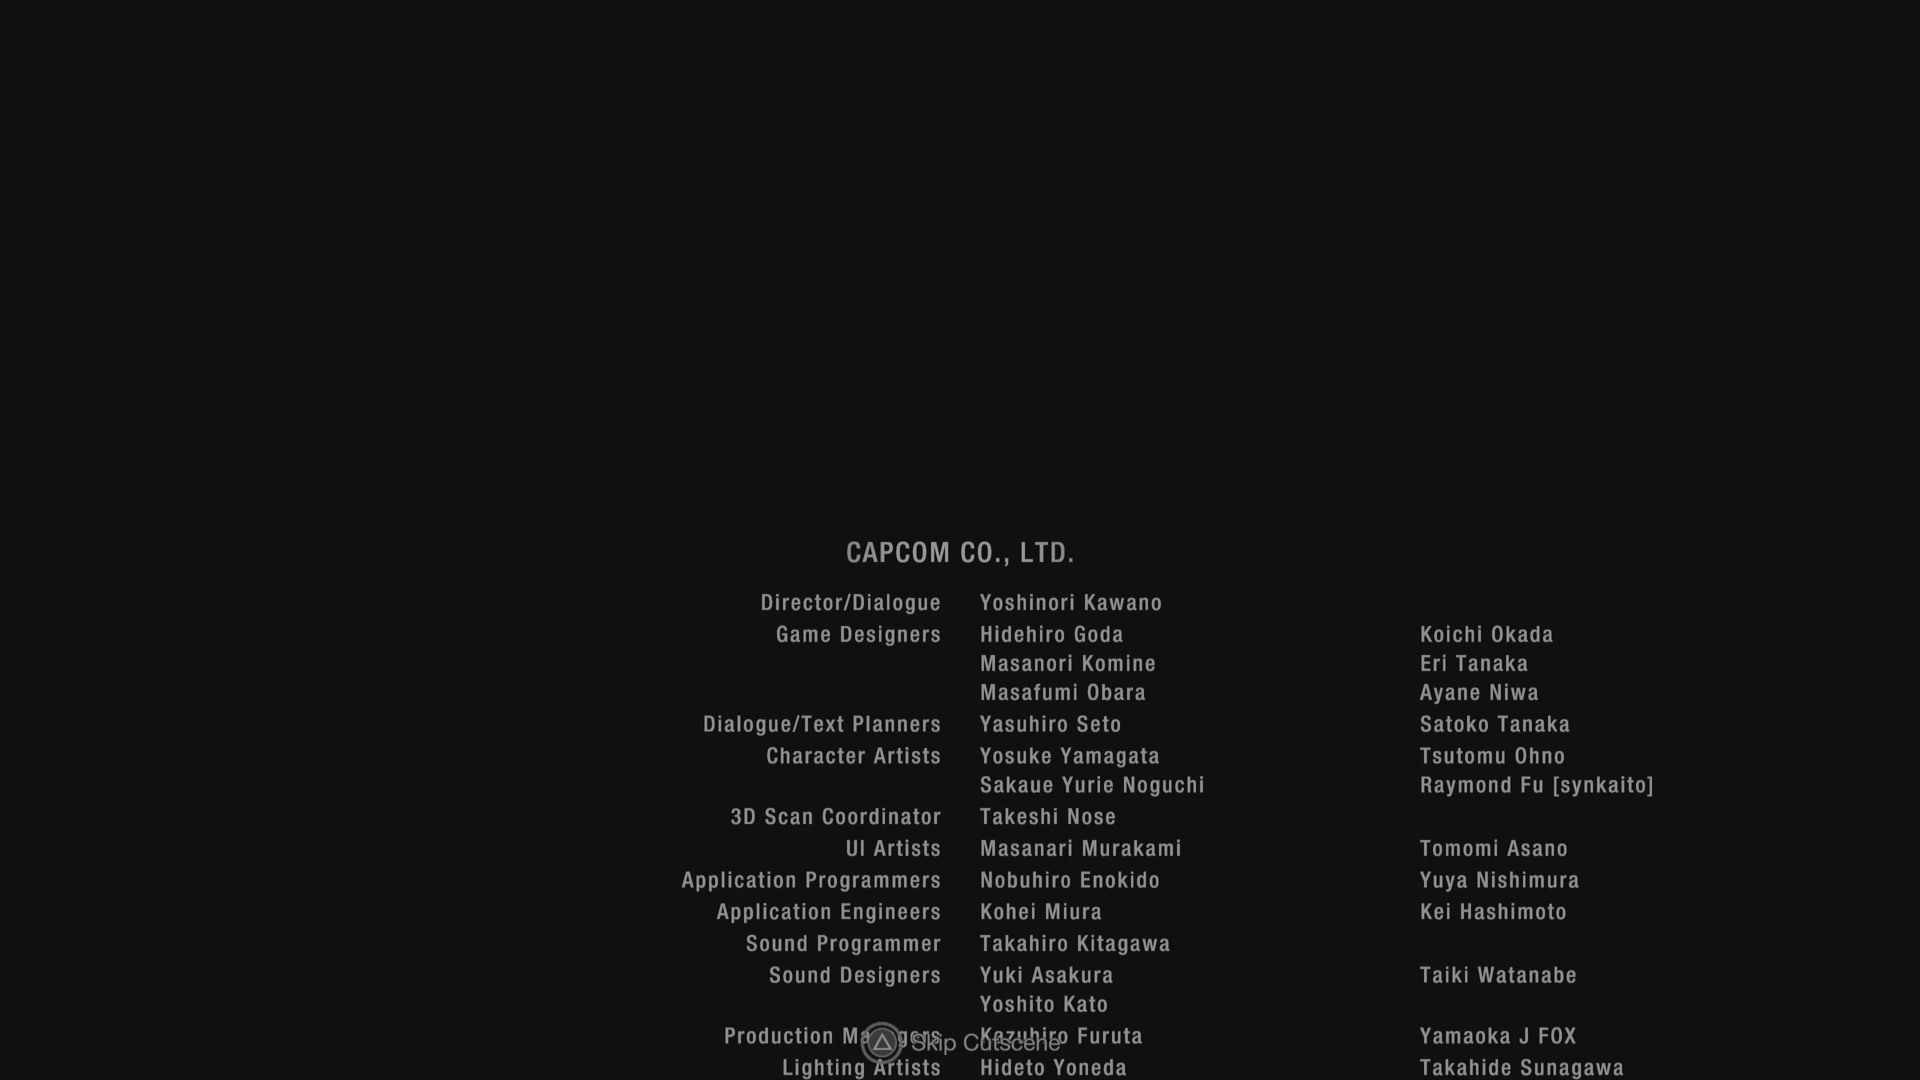 CAPCOM CO., LTD.
Director/Dialogue Yoshinori Kawano
Game Designers Hidehiro Goda Koichi Okada
Masanori Komine Eri Tanaka
Masafumi Obara Ayane Niwa
Dialogue/Text Planners Yasuhiro Seto Satoko Tanaka
Character Artists Yosuke Yamagata Tsutomu Ohno
Sakaue Yurie Noguchi Raymond Fu [synkaito]
3D Scan Coordinator Takeshi Nose
UI Artists Masanari Murakami Tomomi Asano
Application Programmers Nobuhiro Enokido Yuya Nishimura
Application Engineers Kohei Miura Kei Hashimoto
Sound Programmer Takahiro Kitagawa
Sound Designers Yuki Asakura Taiki Watanabe
Yoshito Kato
Production Managers Kazuhiro Furuta Yamaoka J FOX
Skip Cutscene
Lighting Artists Hideto Yoneda Takahide Sunagawa